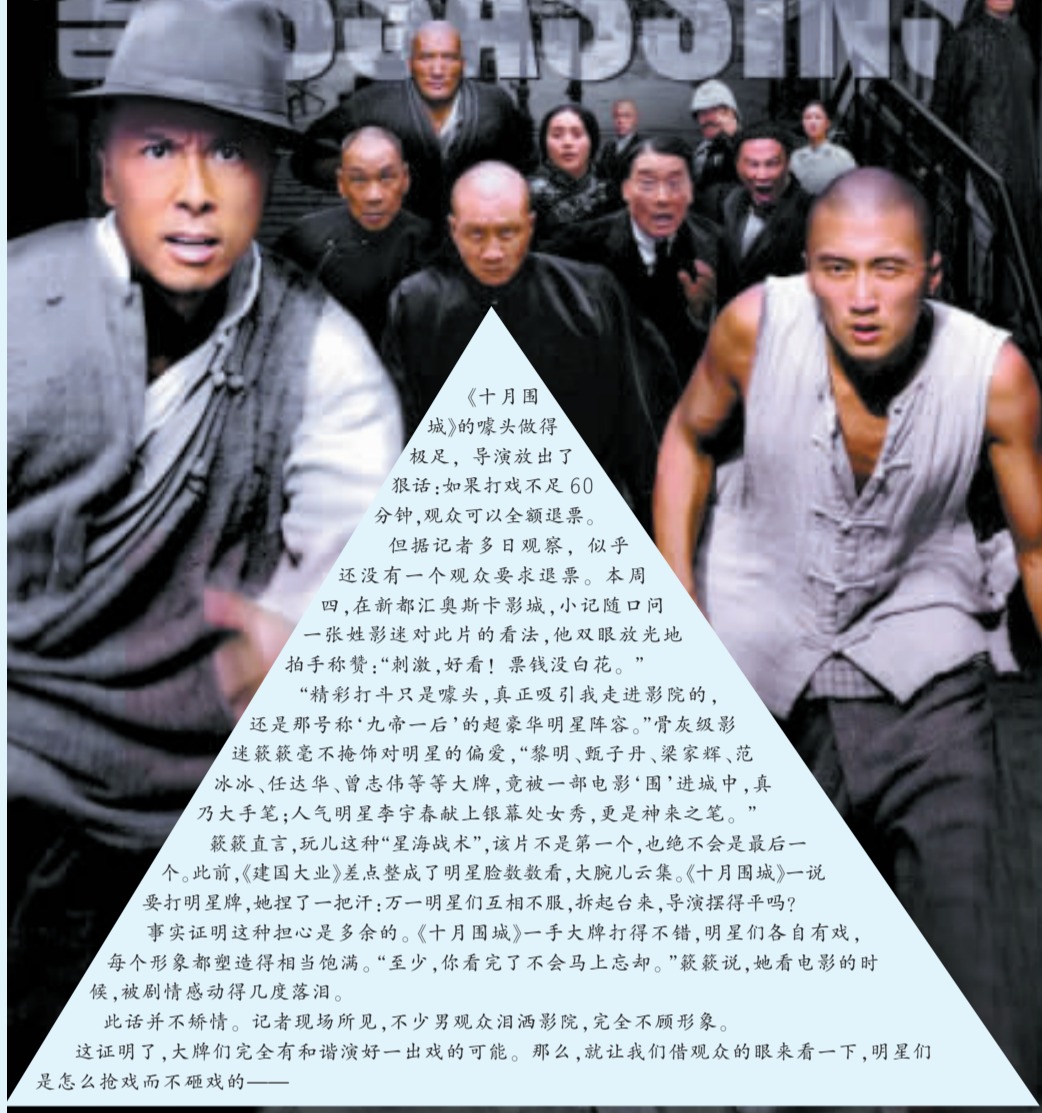 《十月围
城》的噱头做得
极足，导演放出了
狠话：如果打戏不足 60
分钟，观众可以全额退票。
但据记者多日观察，似乎
还没有一个观众要求退票。本周
四，在新都汇奥斯卡影城，小记随口问
一张姓影迷对此片的看法，他双眼放光地
拍手称赞：“刺激，好看！票钱没白花。”
“精彩打斗只是噱头，真正吸引我走进影院的，
还是那号称‘九帝一后’的超豪华明星阵容。”骨灰级影
迷簌簌毫不掩饰对明星的偏爱，“黎明、甄子丹、梁家辉、范
冰冰、任达华、曾志伟等等大牌，竟被一部电影‘围’进城中，真
乃大手笔；人气明星李宇春献上银幕处女秀，更是神来之笔。”
簌簌直言，玩儿这种“星海战术”，该片不是第一个，也绝不会是最后一
个。此前，《建国大业》差点整成了明星脸数数看，大腕儿云集。《十月围城》一说
要打明星牌，她捏了一把汗：万一明星们互相不服，拆起台来，导演摆得平吗？
事实证明这种担心是多余的。《十月围城》一手大牌打得不错，明星们各自有戏，
每个形象都塑造得相当饱满。“至少，你看完了不会马上忘却。”簌簌说，她看电影的时
候，被剧情感动得几度落泪。
此话并不矫情。记者现场所见，不少男观众泪洒影院，完全不顾形象。
这证明了，大牌们完全有和谐演好一出戏的可能。那么，就让我们借观众的眼来看一下，明星们
是怎么抢戏而不砸戏的——